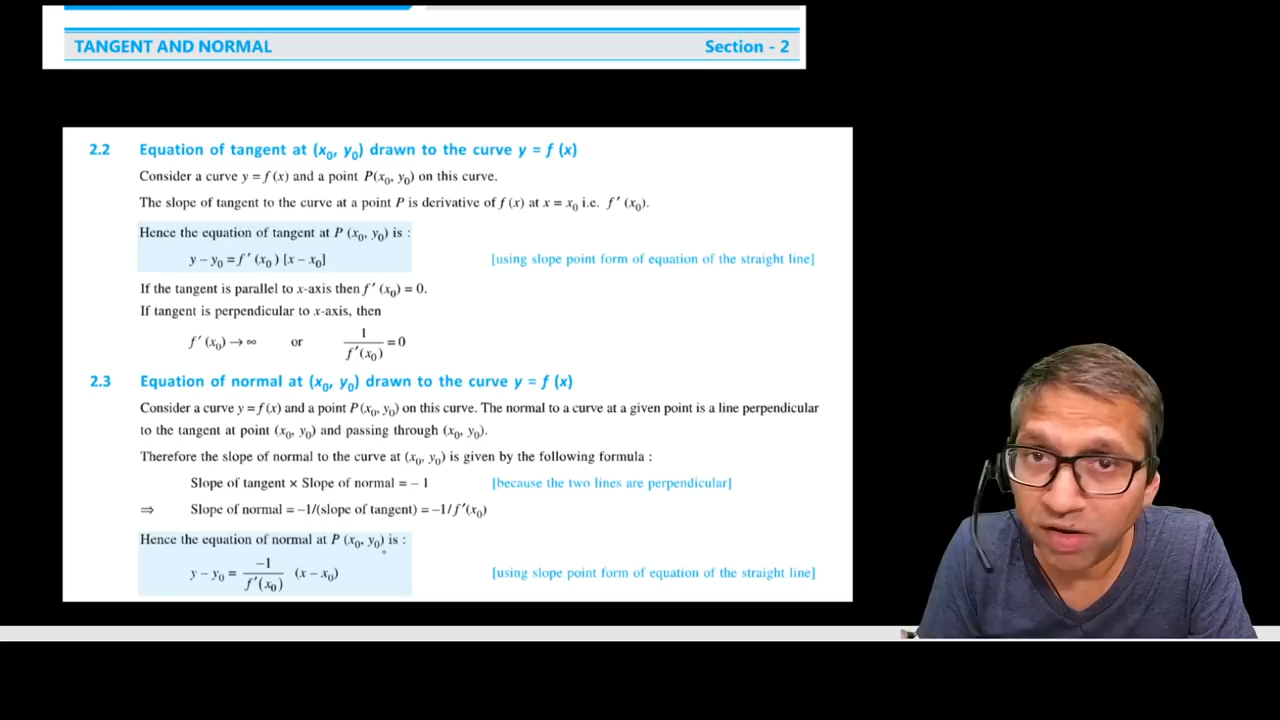 TANGENT AND NORMAL Section - 2
2.2 Equation of tangent at (x₀, y₀) drawn to the curve y = f (x)
Consider a curve y = f (x) and a point P(x₀, y₀) on this curve.
The slope of tangent to the curve at a point P is derivative of f (x) at x = x₀ i.e. f ′ (x₀).
Hence the equation of tangent at P (x₀, y₀) is :
y – y₀ = f ′ (x₀) [x – x₀] [using slope point form of equation of the straight line]
If the tangent is parallel to x-axis then f ′ (x₀) = 0.
If tangent is perpendicular to x-axis, then
f ′ (x₀) → ∞ or 1/f ′(x₀) = 0
2.3 Equation of normal at (x₀, y₀) drawn to the curve y = f (x)
Consider a curve y = f (x) and a point P(x₀, y₀) on this curve. The normal to a curve at a given point is a line perpendicular
to the tangent at point (x₀, y₀) and passing through (x₀, y₀).
Therefore the slope of normal to the curve at (x₀, y₀) is given by the following formula :
Slope of tangent × Slope of normal = – 1 [because the two lines are perpendicular]
⇒ Slope of normal = –1/(slope of tangent) = –1/ f ′(x₀)
Hence the equation of normal at P (x₀, y₀) is :
y – y₀ = –1/f ′(x₀) (x – x₀) [using slope point form of equation of the straight line]